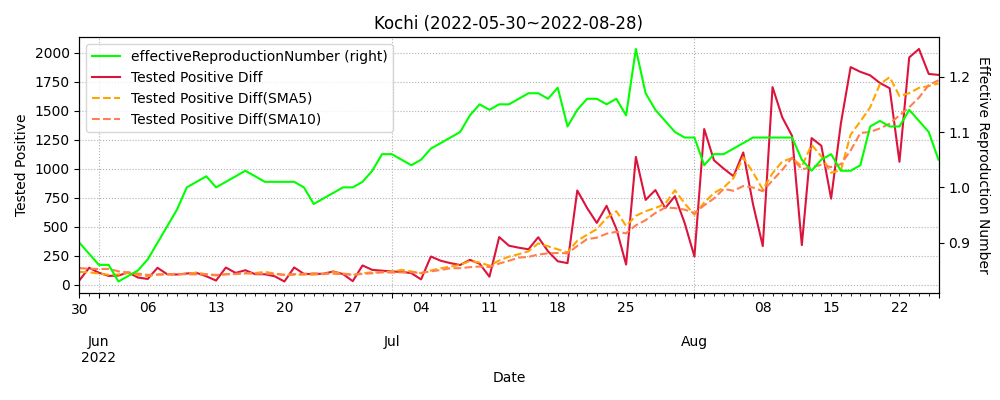 Kochi (2022-05-30~2022-08-28)
effectiveReproductionNumber (right)
Tested Positive Diff
Tested Positive Diff(SMA5)
Tested Positive Diff(SMA10)
Tested Positive
2000
1750
1500
1250
1000
750
500
250
0
Effective Reproduction Number
1.2
1.1
1.0
0.9
30 06 13 20 27 04 11 18 25 08 15 22
Jun Jul Aug
2022
Date